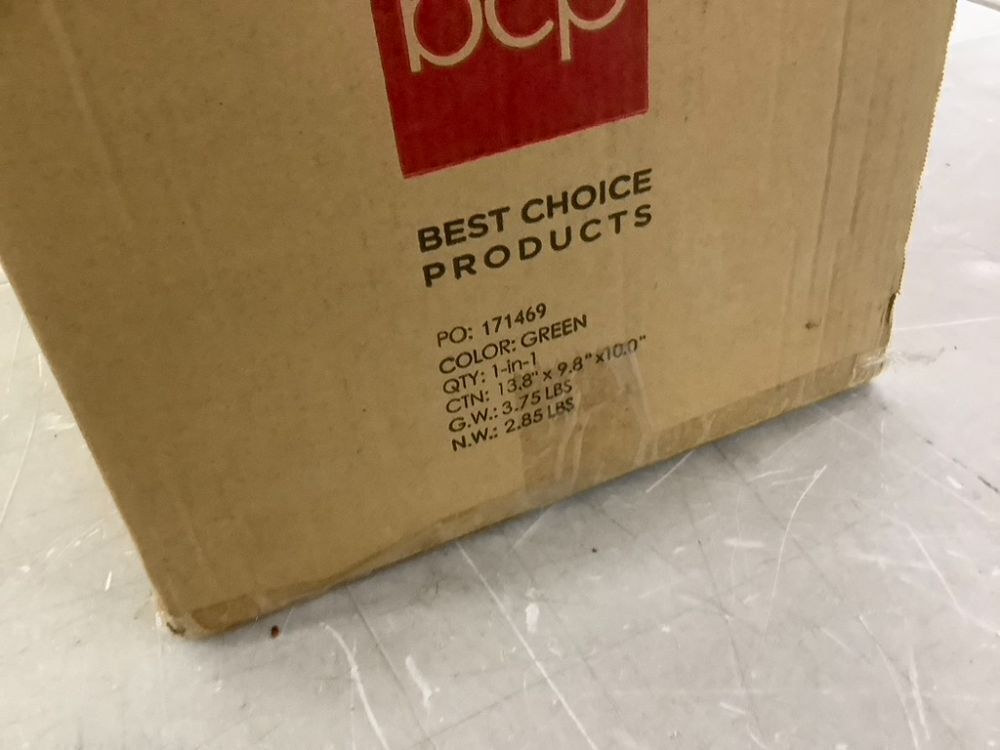 bcp
BEST CHOICE
PRODUCTS
PO: 171469
COLOR: GREEN
QTY: 1-in-1
CTN: 13.8" x 9.8" x10.0"
G.W.: 3.75 LBS
N.W.: 2.85 LBS